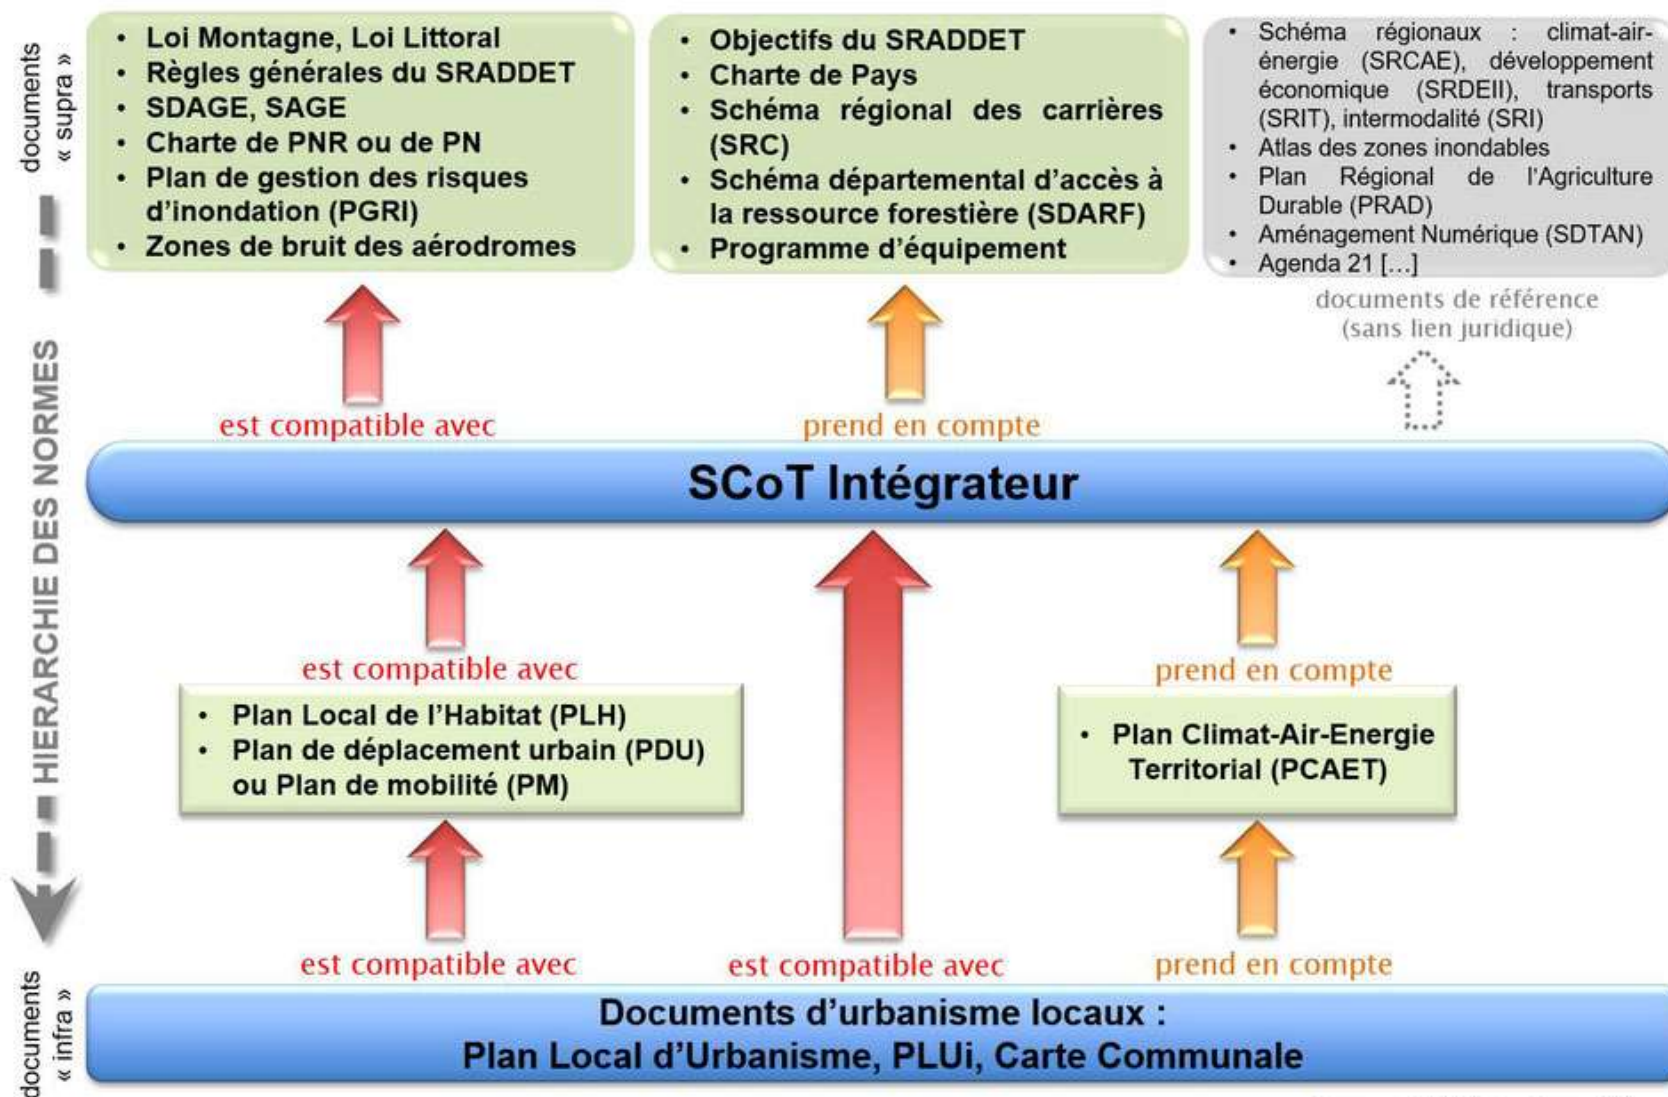 documents
« supra »
• Loi Montagne, Loi Littoral
• Règles générales du SRADDET
• SDAGE, SAGE
• Charte de PNR ou de PN
• Plan de gestion des risques
d'inondation (PGRI)
• Zones de bruit des aérodromes
• Objectifs du SRADDET
• Charte de Pays
• Schéma régional des carrières
(SRC)
• Schéma départemental d'accès à
la ressource forestière (SDARF)
• Programme d'équipement
• Schéma régionaux : climat-air-
énergie (SRCAE), développement
économique (SRDEII), transports
(SRIT), intermodalité (SRI)
• Atlas des zones inondables
• Plan Régional de l'Agriculture
Durable (PRAD)
• Aménagement Numérique (SDTAN)
• Agenda 21 […]
documents de référence
(sans lien juridique)
est compatible avec
prend en compte
HIERARCHIE DES NORMES
SCoT Intégrateur
est compatible avec
prend en compte
• Plan Local de l'Habitat (PLH)
• Plan de déplacement urbain (PDU)
ou Plan de mobilité (PM)
• Plan Climat-Air-Energie
Territorial (PCAET)
est compatible avec
est compatible avec
prend en compte
documents
« infra »
Documents d'urbanisme locaux :
Plan Local d'Urbanisme, PLUi, Carte Communale